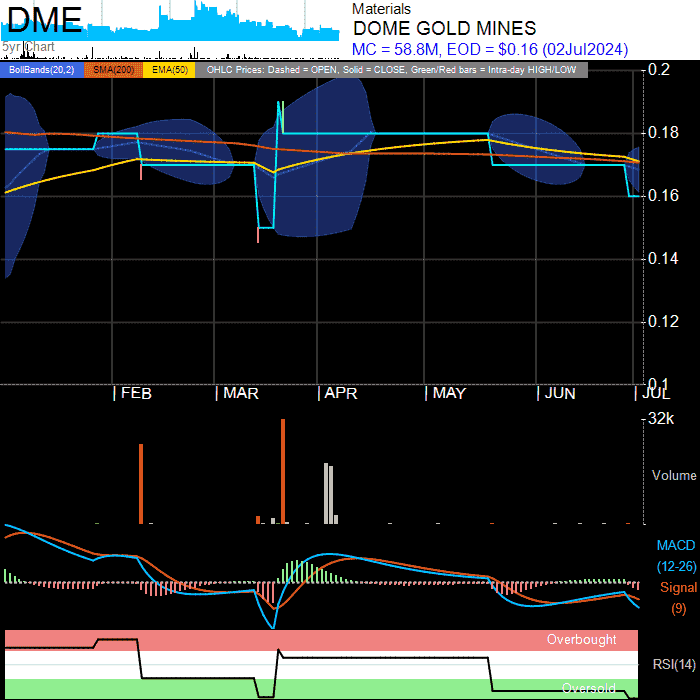 DME
5yr Chart
Materials
DOME GOLD MINES
MC = 58.8M, EOD = $0.16 (02Jul2024)
BollBands(20,2) SMA(200) EMA(50) OHLC Prices: Dashed = OPEN, Solid = CLOSE, Green/Red bars = Intra-day HIGH/LOW
0.2
0.18
0.16
0.14
0.12
0.1
| FEB | MAR | APR | MAY | JUN | JUL
32k
Volume
MACD
(12-26)
Signal
(9)
Overbought
RSI(14)
Oversold